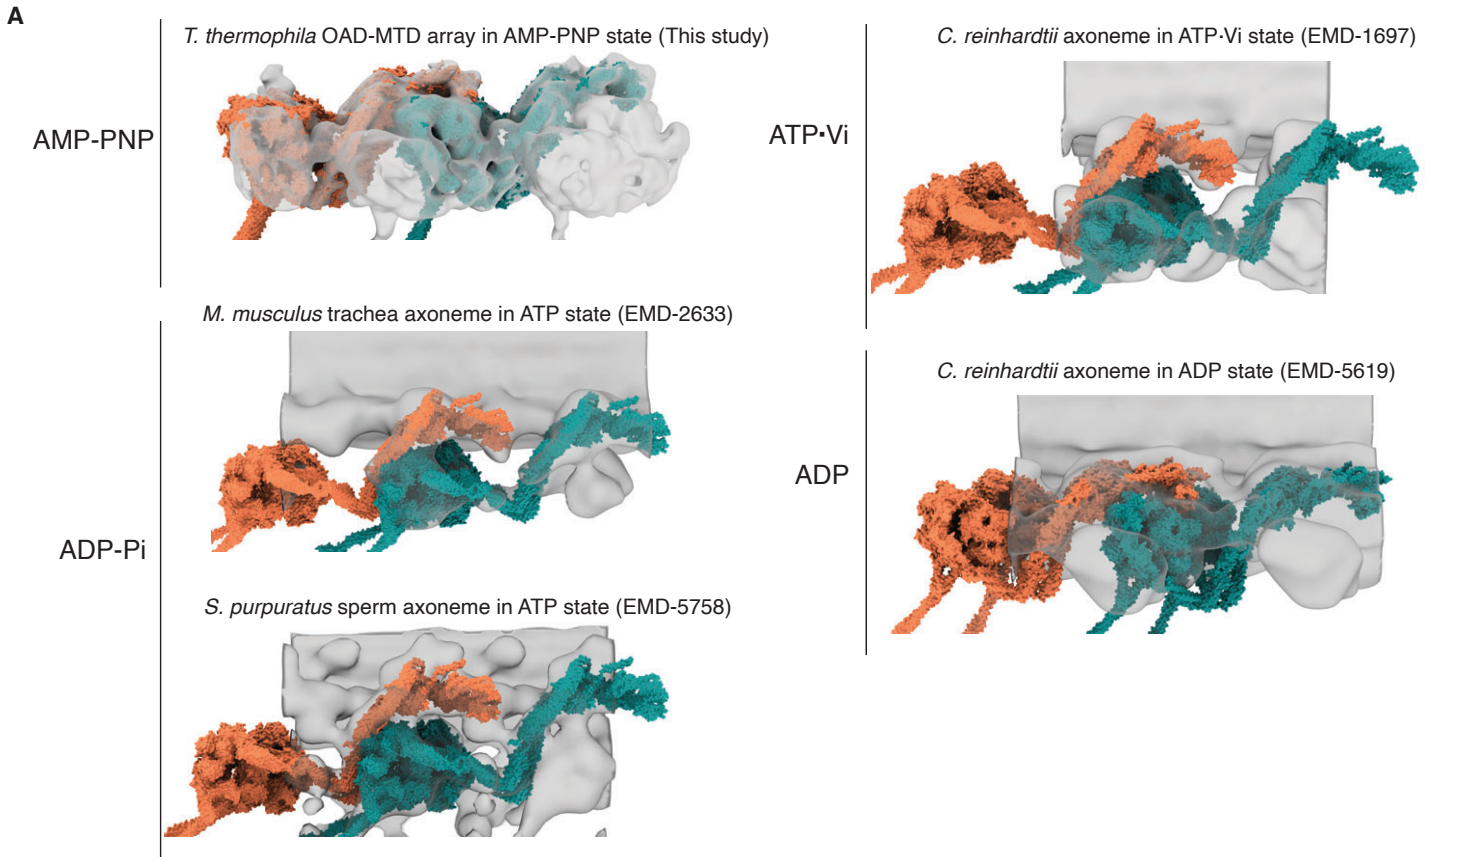 A
T. thermophila OAD-MTD array in AMP-PNP state (This study)
AMP-PNP
M. musculus trachea axoneme in ATP state (EMD-2633)
ADP-Pi
S. purpuratus sperm axoneme in ATP state (EMD-5758)
C. reinhardtii axoneme in ATP·Vi state (EMD-1697)
ATP·Vi
C. reinhardtii axoneme in ADP state (EMD-5619)
ADP